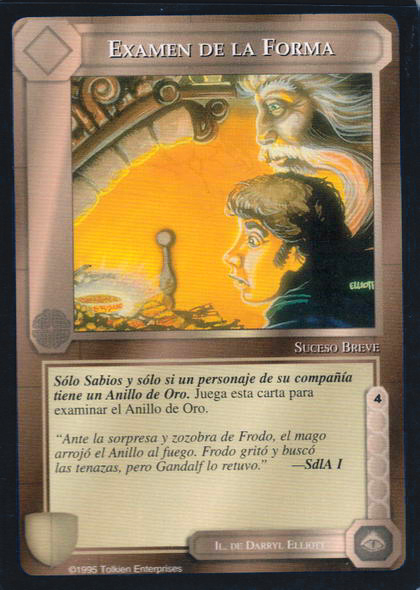 Examen de la Forma
ELLIOTT
Suceso Breve
Sólo Sabios y sólo si un personaje de su compañía
tiene un Anillo de Oro. Juega esta carta para
examinar el Anillo de Oro.
4
“Ante la sorpresa y zozobra de Frodo, el mago
arrojó el Anillo al fuego. Frodo gritó y buscó
las tenazas, pero Gandalf lo retuvo.” —SdlA I
Il. de Darryl Elliott
©1995 Tolkien Enterprises